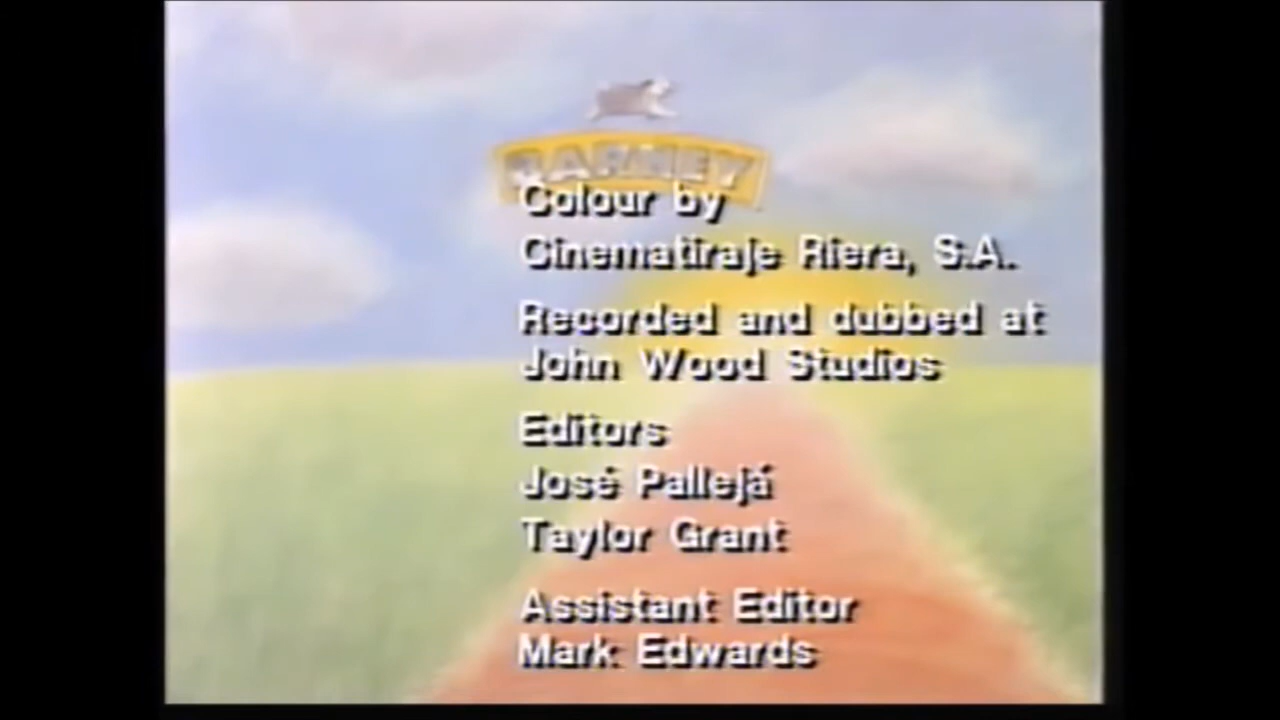 BARNEY
Colour by
Cinematiraje Riera, S.A.
Recorded and dubbed at
John Wood Studios
Editors
José Pallejá
Taylor Grant
Assistant Editor
Mark Edwards